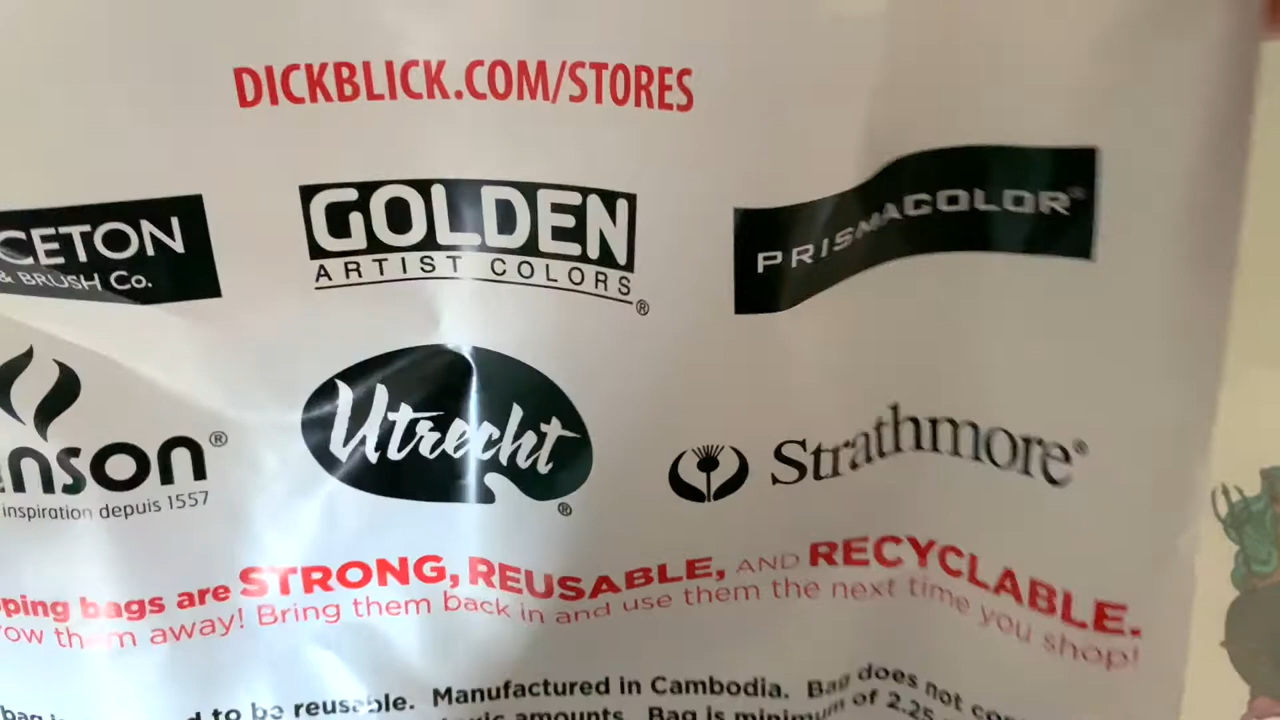 DICKBLICK.COM/STORES
CETON
& BRUSH Co.
GOLDEN
ARTIST COLORS®
PRISMACOLOR®
nson®
inspiration depuis 1557
Utrecht®
Strathmore®
pping bags are STRONG, REUSABLE, AND RECYCLABLE.
ow them away! Bring them back in and use them the next time you shop!
to be reusable. Manufactured in Cambodia. Bag does not
amounts. Bag is minimum of 2.25